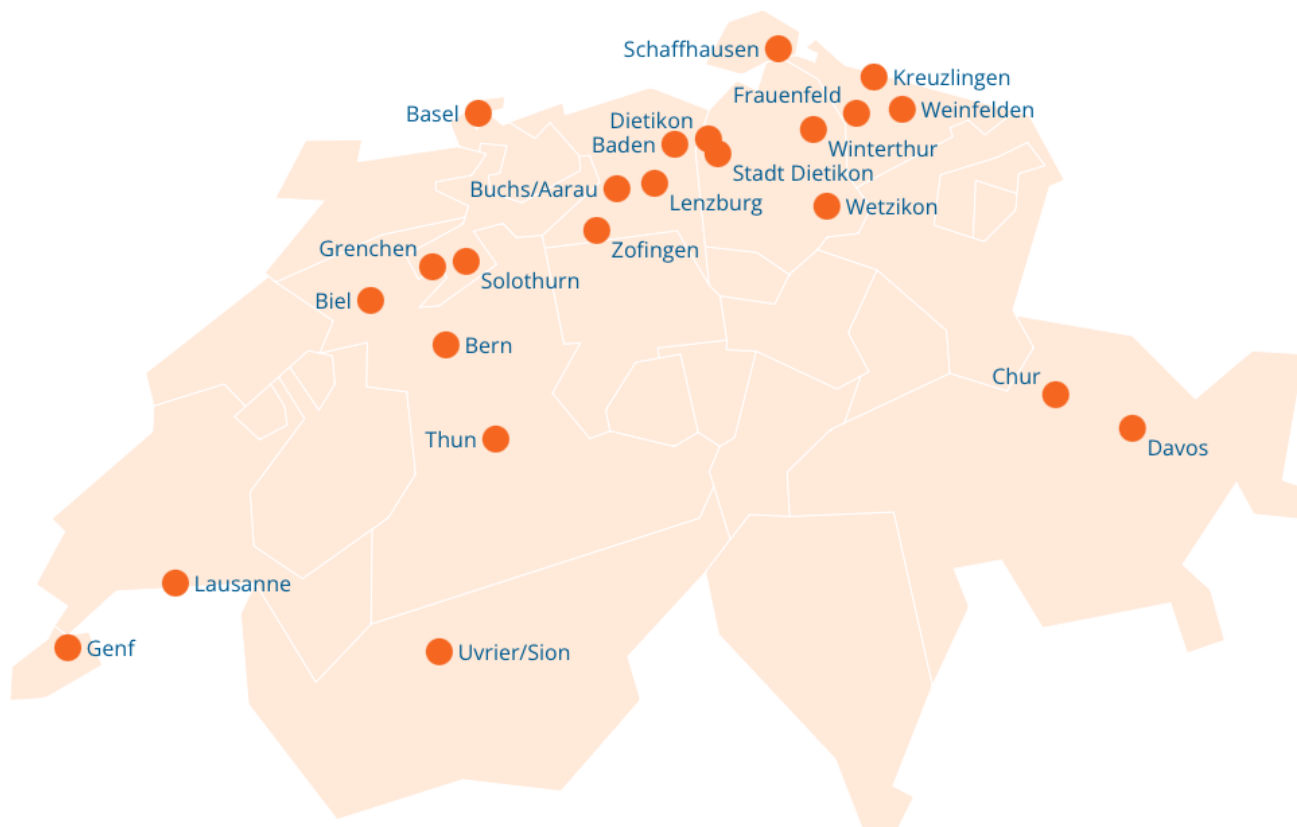 Schaffhausen
Kreuzlingen
Frauenfeld
Weinfelden
Basel
Dietikon
Baden
Winterthur
Stadt Dietikon
Buchs/Aarau
Lenzburg
Wetzikon
Grenchen
Zofingen
Solothurn
Biel
Bern
Chur
Thun
Davos
Lausanne
Genf
Uvrier/Sion